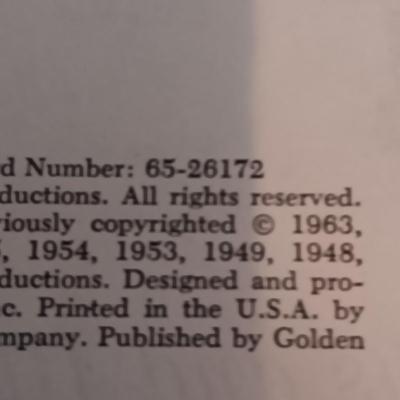 d Number: 65-26172
ductions. All rights reserved.
viously copyrighted © 1963,
, 1954, 1953, 1949, 1948,
ductions. Designed and pro-
c. Printed in the U.S.A. by
mpany. Published by Golden